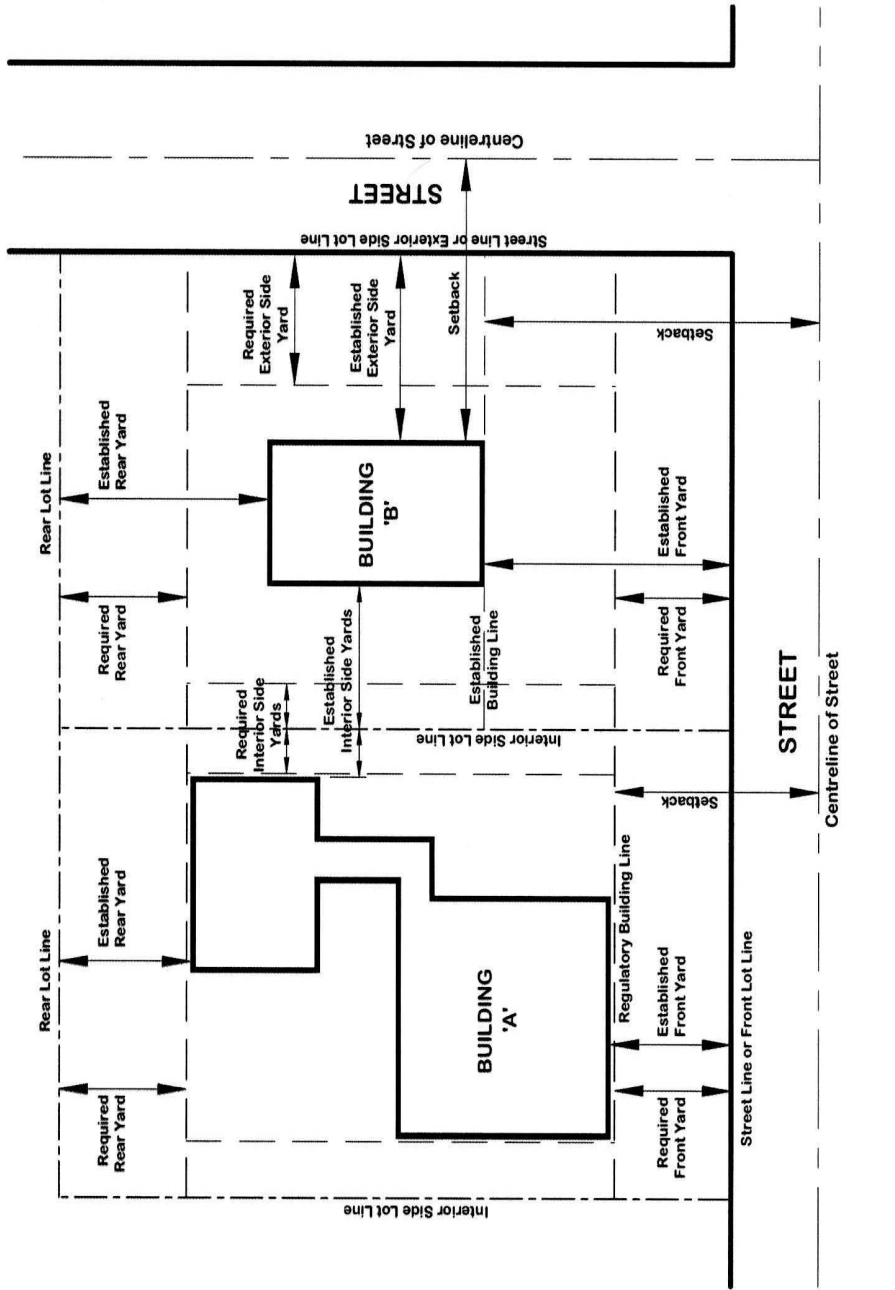 Centreline of Street
STREET
Street Line or Exterior Side Lot Line
Rear Lot Line
Rear Lot Line
Required
Rear Yard
Established
Rear Yard
Required
Rear Yard
Established
Rear Yard
Required
Exterior Side
Yard
Established
Exterior Side
Yard
Setback
Setback
Required
Interior Side
Yards
Established
Interior Side Yards
BUILDING
'B'
BUILDING
'A'
Established
Building Line
Interior Side Lot Line
Interior Side Lot Line
Regulatory Building Line
Setback
Required
Front Yard
Established
Front Yard
Required
Front Yard
Established
Front Yard
Street Line or Front Lot Line
STREET
Centreline of Street